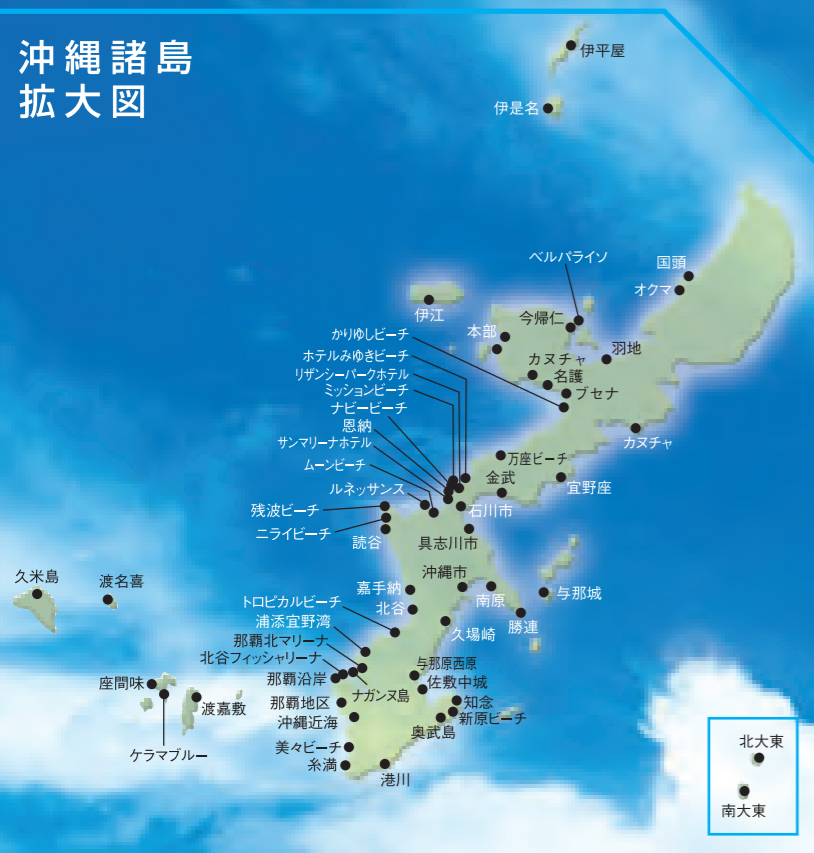 沖縄諸島
拡大図
伊平屋
伊是名
ベルパライソ
国頭
オクマ
伊江
今帰仁
本部
かりゆしビーチ
羽地
ホテルみゆきビーチ
カヌチャ
リザンシーパークホテル
名護
ミッションビーチ
ブセナ
ナビービーチ
恩納
サンマリーナホテル
カヌチャ
ムーンビーチ
万座ビーチ
金武
ルネッサンス
宜野座
残波ビーチ
石川市
ニライビーチ
読谷
具志川市
沖縄市
久米島
渡名喜
嘉手納
与那城
トロピカルビーチ
北谷
南原
浦添宜野湾
久場崎
勝連
那覇北マリーナ
北谷フィッシャリーナ
与那原西原
那覇沿岸
佐敷中城
座間味
ナガンヌ島
渡嘉敷
那覇地区
知念
沖縄近海
新原ビーチ
奥武島
ケラマブルー
美々ビーチ
北大東
糸満
港川
南大東